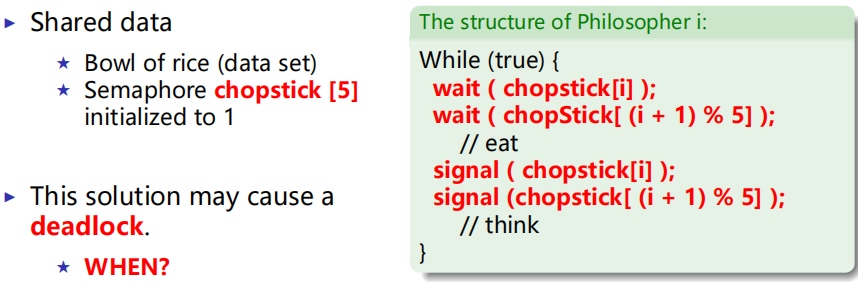 ▸ Shared data
★ Bowl of rice (data set)
★ Semaphore chopstick [5]
initialized to 1
▸ This solution may cause a
deadlock.
★ WHEN?
The structure of Philosopher i:
While (true) {
wait ( chopstick[i] );
wait ( chopStick[ (i + 1) % 5] );
// eat
signal ( chopstick[i] );
signal (chopstick[ (i + 1) % 5] );
// think
}